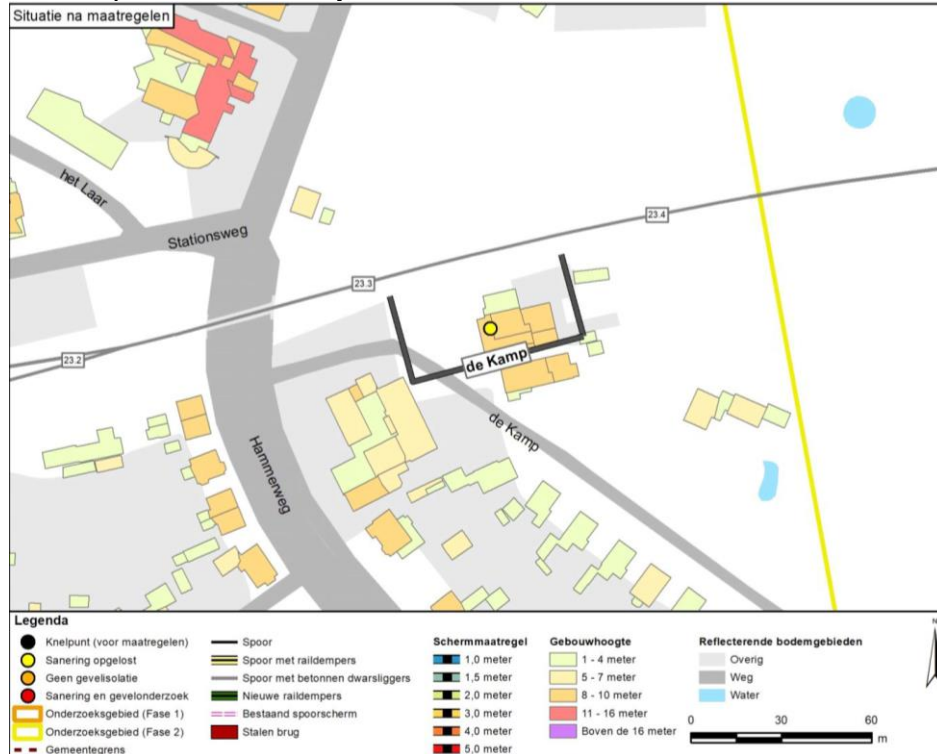 Situatie na maatregelen
het Laar
Stationsweg
23.4
23.3
23.2
de Kamp
de Kamp
Hammerweg
Legenda
Knelpunt (voor maatregelen)
Sanering opgelost
Geen gevelisolatie
Sanering en gevelonderzoek
Onderzoeksgebied (Fase 1)
Onderzoeksgebied (Fase 2)
Gemeentegrens
Spoor
Spoor met raildempers
Spoor met betonnen dwarsliggers
Nieuwe raildempers
Bestaand spoorscherm
Stalen brug
Schermmaatregel
1,0 meter
1,5 meter
2,0 meter
3,0 meter
4,0 meter
5,0 meter
Gebouwhoogte
1 - 4 meter
5 - 7 meter
8 - 10 meter
11 - 16 meter
Boven de 16 meter
Reflecterende bodemgebieden
Overig
Weg
Water
N
0 30 60
m